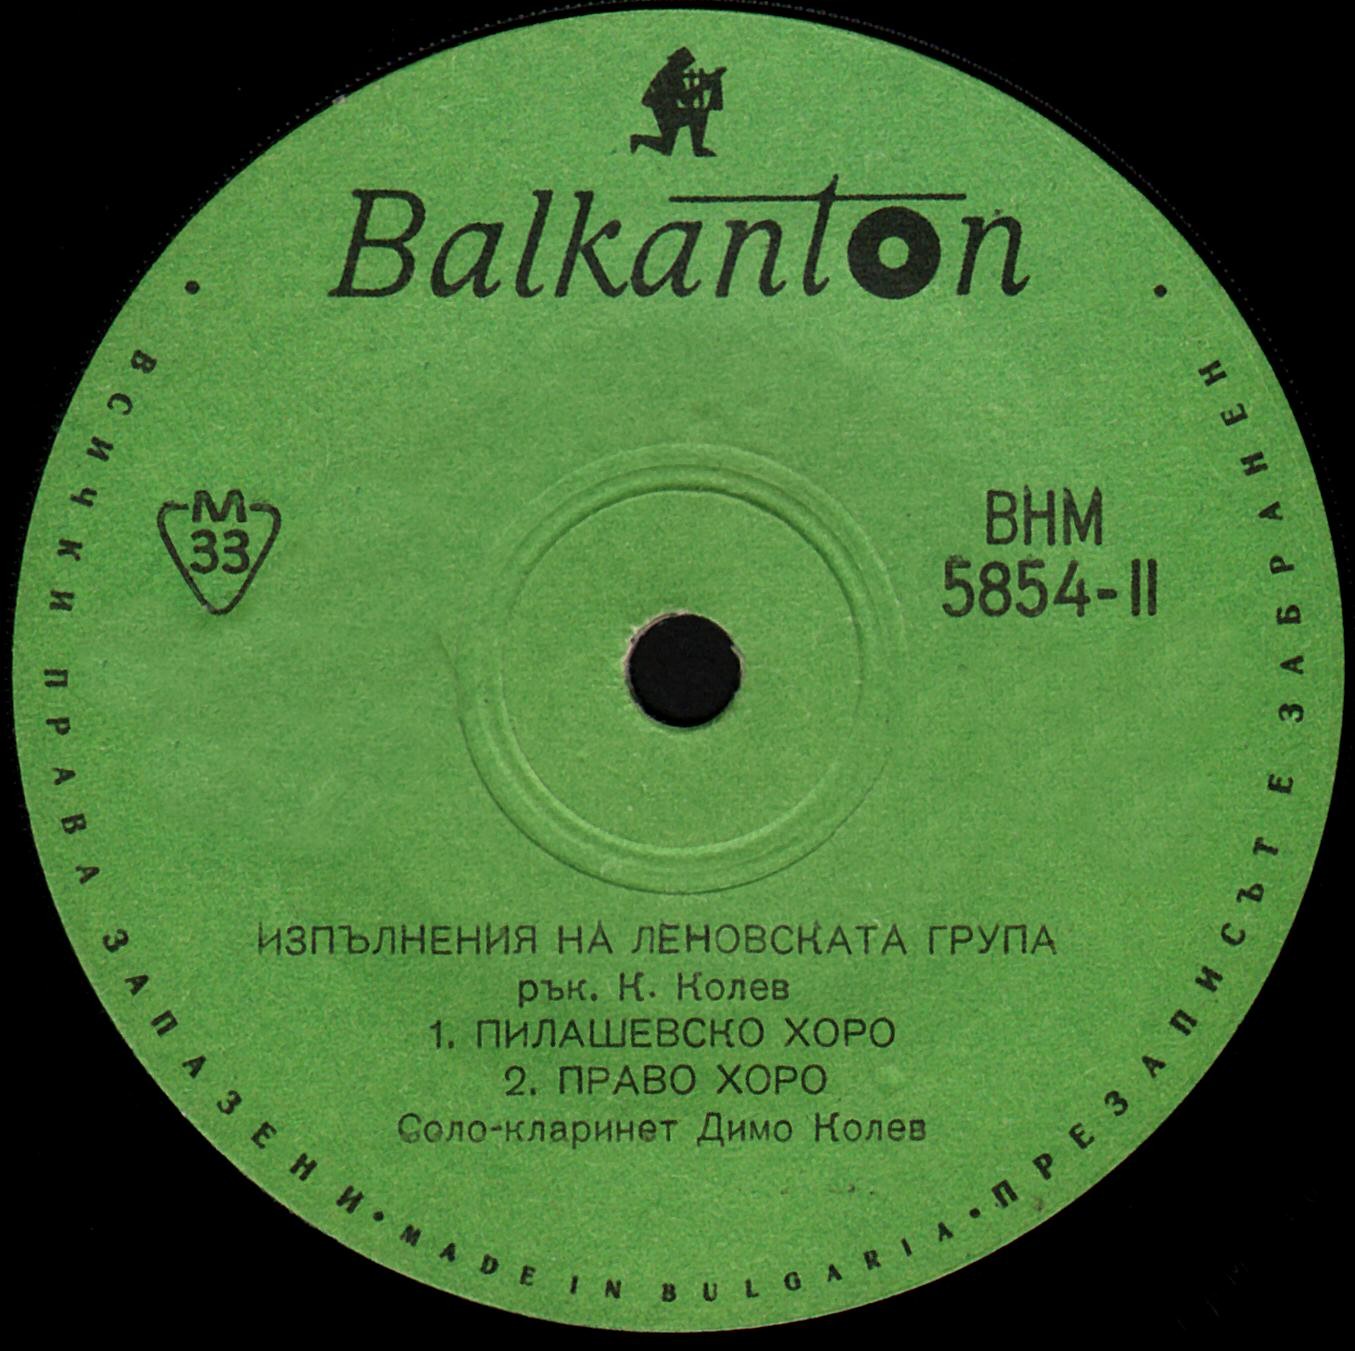 Balkanton
М
33
ВНМ
5854-II
ИЗПЪЛНЕНИЯ НА ЛЕНОВСКАТА ГРУПА
рък. К. Колев
1. ПИЛАШЕВСКО ХОРО
2. ПРАВО ХОРО
Соло-кларинет Димо Колев
• ВСИЧКИ ПРАВА ЗАПАЗЕНИ • MADE IN BULGARIA • ПРЕЗАПИСЪТ Е ЗАБРАНЕН •